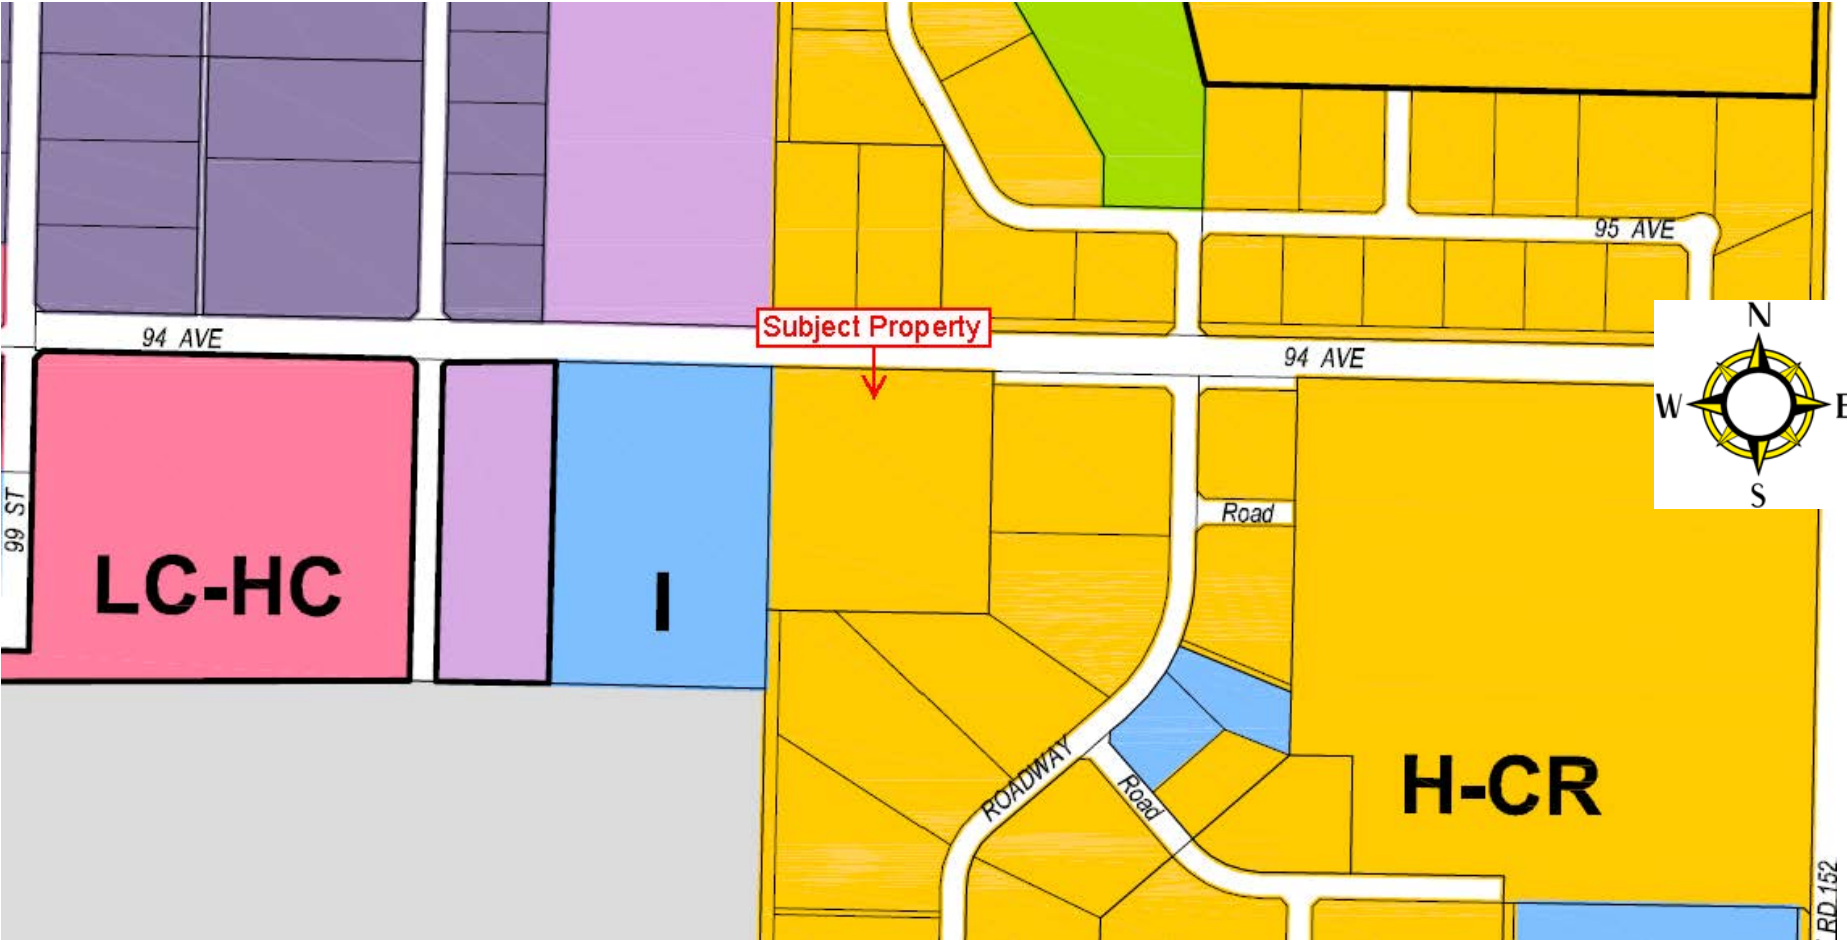 95 AVE
N
Subject Property
94 AVE
94 AVE
W
E
S
99 ST
Road
LC-HC
I
ROADWAY
Road
H-CR
RD 152